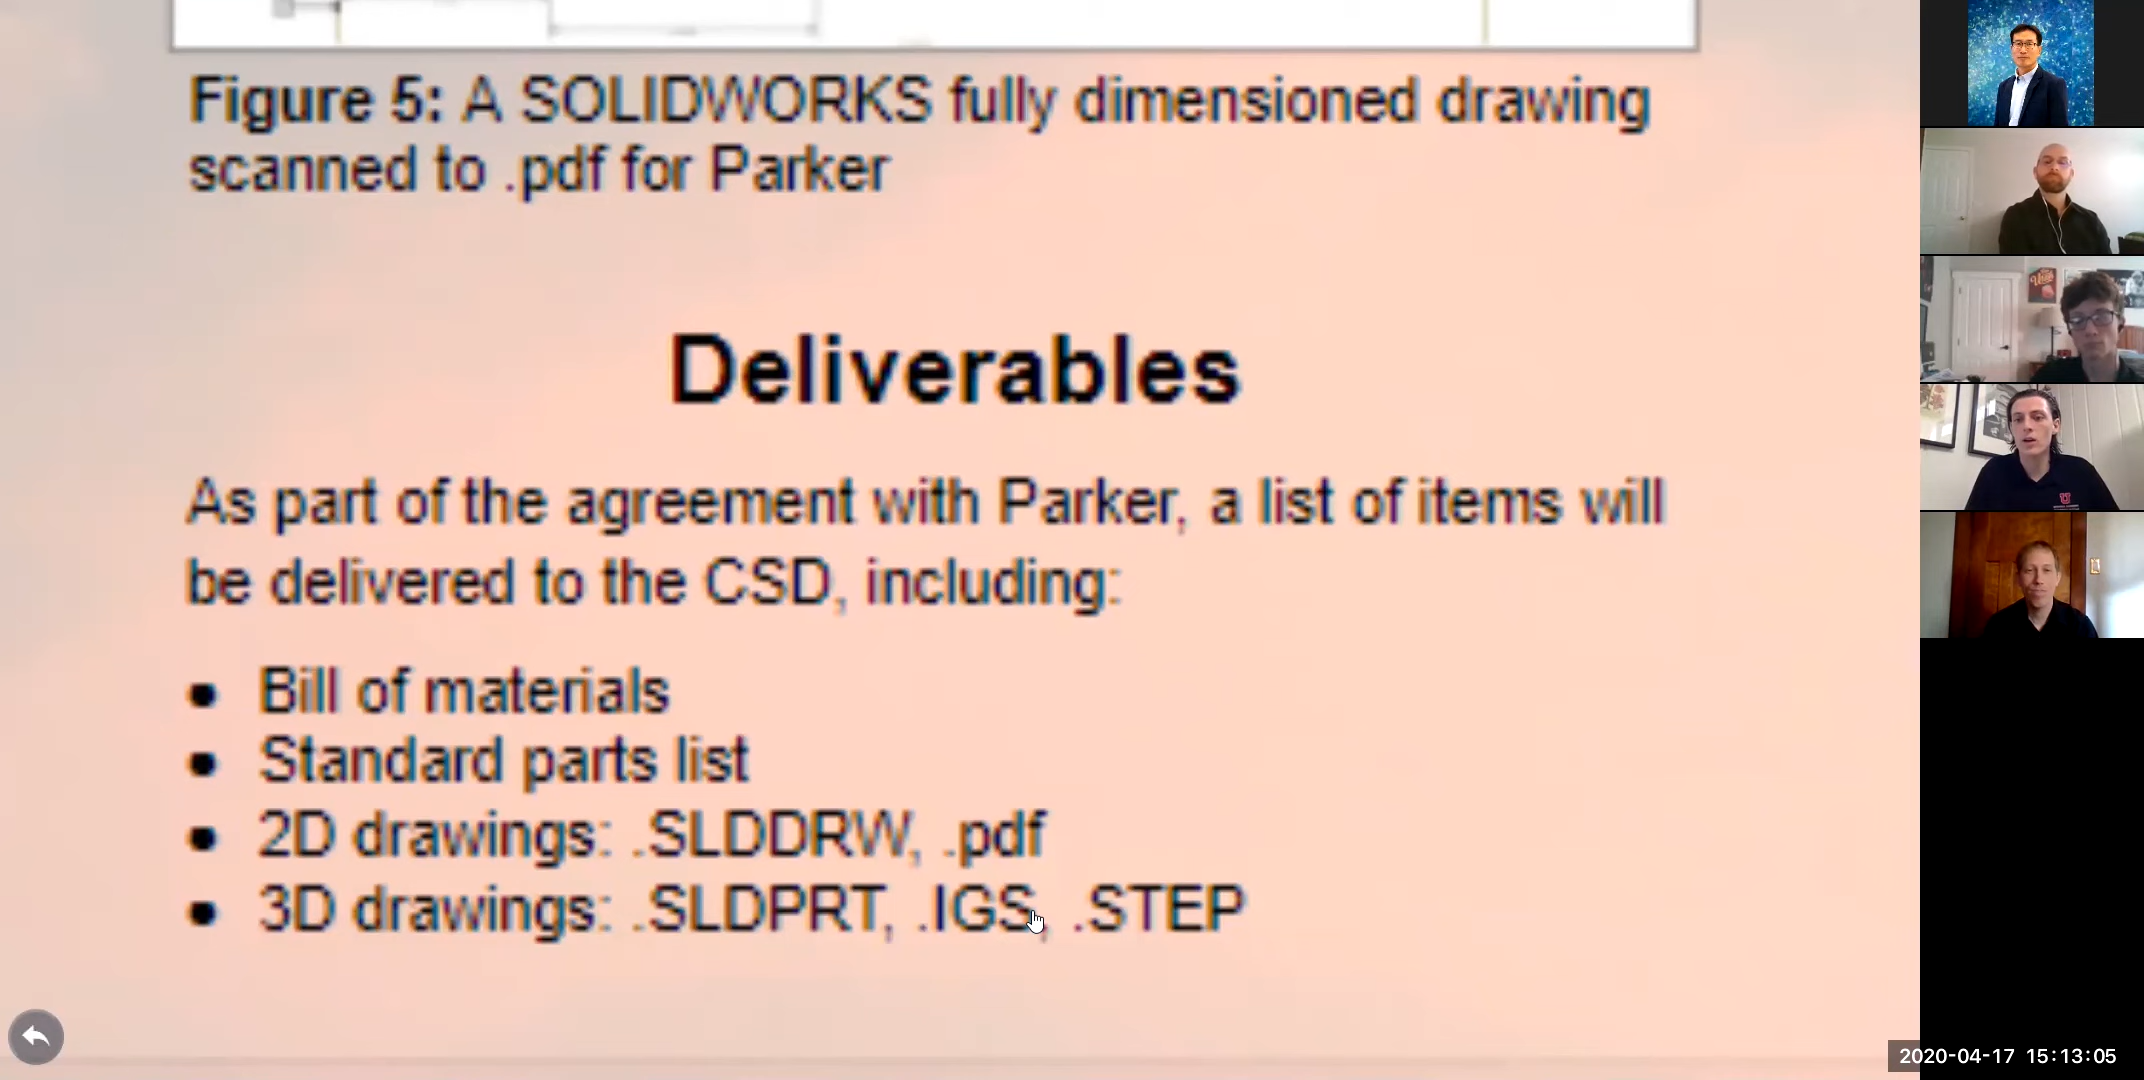 Figure 5: A SOLIDWORKS fully dimensioned drawing
scanned to .pdf for Parker
Deliverables
As part of the agreement with Parker, a list of items will
be delivered to the CSD, including:
● Bill of materials
● Standard parts list
● 2D drawings: .SLDDRW, .pdf
● 3D drawings: .SLDPRT, .IGS, .STEP
U
2020-04-17 15:13:05